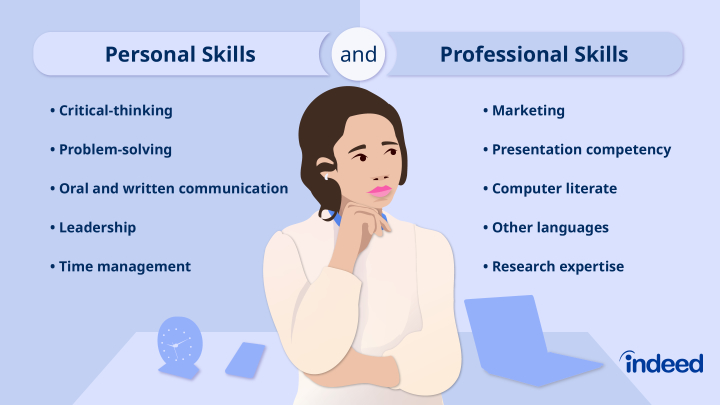 Personal Skills and Professional Skills
• Critical-thinking
• Problem-solving
• Oral and written communication
• Leadership
• Time management
• Marketing
• Presentation competency
• Computer literate
• Other languages
• Research expertise
indeed